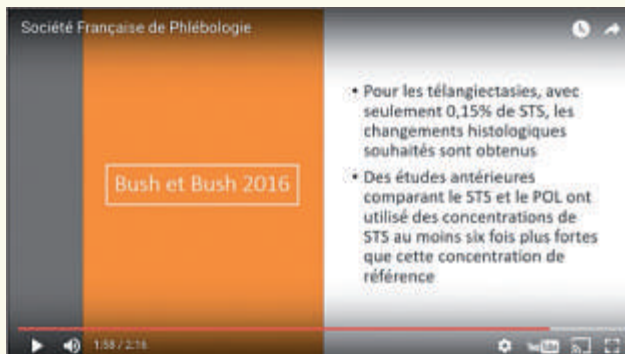 Société Française de Phlébologie
Bush et Bush 2016
• Pour les télangiectasies, avec
seulement 0,15% de STS, les
changements histologiques
souhaités sont obtenus
• Des études antérieures
comparant le STS et le POL ont
utilisé des concentrations de
STS au moins six fois plus fortes
que cette concentration de
référence
1:58 / 2:16